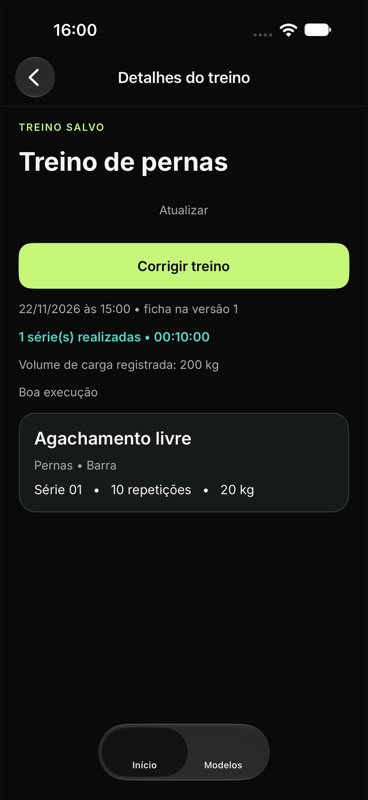 16:00
Detalhes do treino
TREINO SALVO
Treino de pernas
Atualizar
Corrigir treino
22/11/2026 às 15:00 • ficha na versão 1
1 série(s) realizadas • 00:10:00
Volume de carga registrada: 200 kg
Boa execução
Agachamento livre
Pernas • Barra
Série 01 • 10 repetições • 20 kg
Início
Modelos